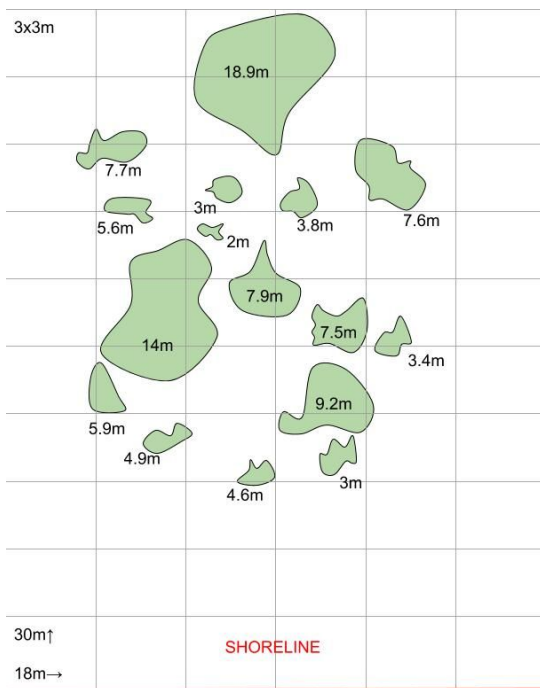 3x3m
18.9m
7.7m
7.6m
3m
3.8m
5.6m
2m
7.9m
7.5m
14m
3.4m
9.2m
5.9m
4.9m
3m
4.6m
30m↑
SHORELINE
18m→